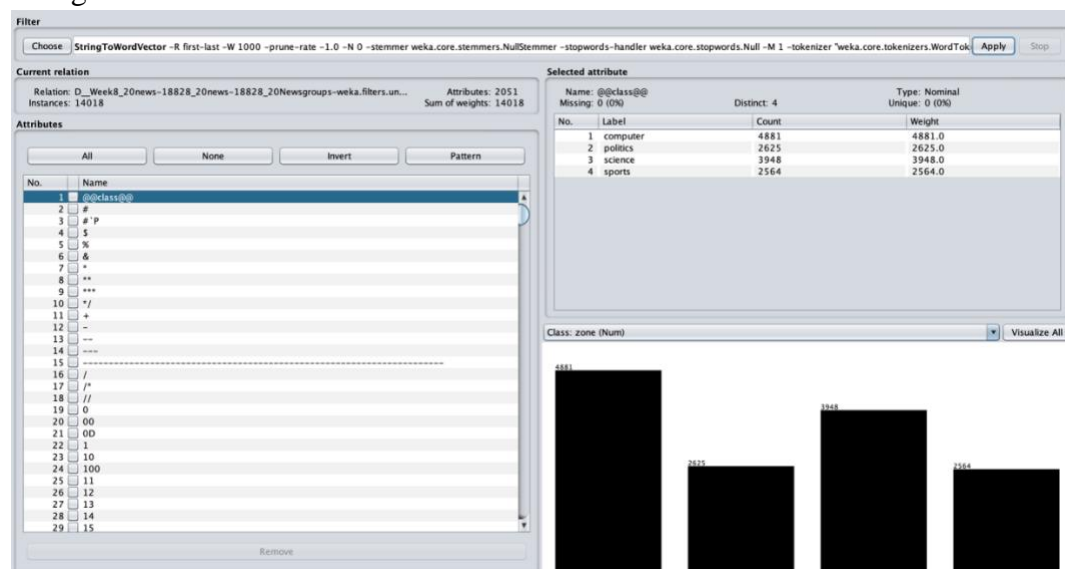 Filter
Choose StringToWordVector -R first-last -W 1000 -prune-rate -1.0 -N 0 -stemmer weka.core.stemmers.NullStemmer -stopwords-handler weka.core.stopwords.Null -M 1 -tokenizer "weka.core.tokenizers.WordTok Apply Stop
Current relation
Relation: D__Week8_20news-18828_20news-18828_20Newsgroups-weka.filters.un... Attributes: 2051
Instances: 14018 Sum of weights: 14018
Attributes
All None Invert Pattern
No. Name
1 @@class@@
2 #
3 #`P
4 $
5 %
6 &
7 *
8 **
9 ***
10 */
11 +
12 -
13 --
14 ---
16 /
17 /*
18 //
19 0
20 00
21 0D
22 1
23 10
24 100
25 11
26 12
27 13
28 14
29 15
Remove
Selected attribute
Name: @@class@@ Type: Nominal
Missing: 0 (0%) Distinct: 4 Unique: 0 (0%)
No. Label Count Weight
1 computer 4881 4881.0
2 politics 2625 2625.0
3 science 3948 3948.0
4 sports 2564 2564.0
Class: zone (Num) Visualize All
4881
2625
3948
2564